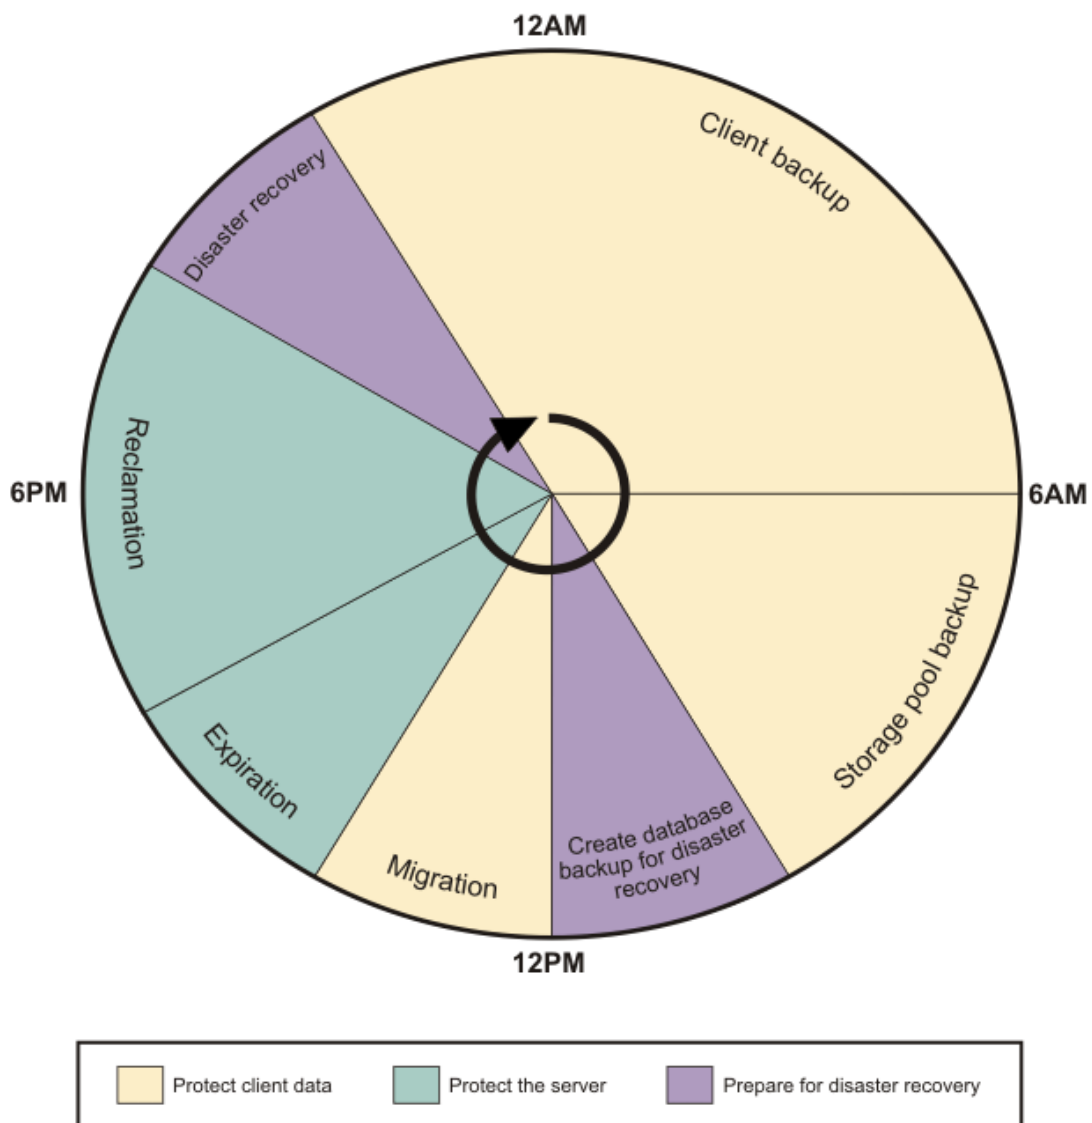 12AM
Client backup
Disaster recovery
Reclamation
6PM
6AM
Storage pool backup
Expiration
Migration
Create database
backup for disaster
recovery
12PM
Protect client data
Protect the server
Prepare for disaster recovery